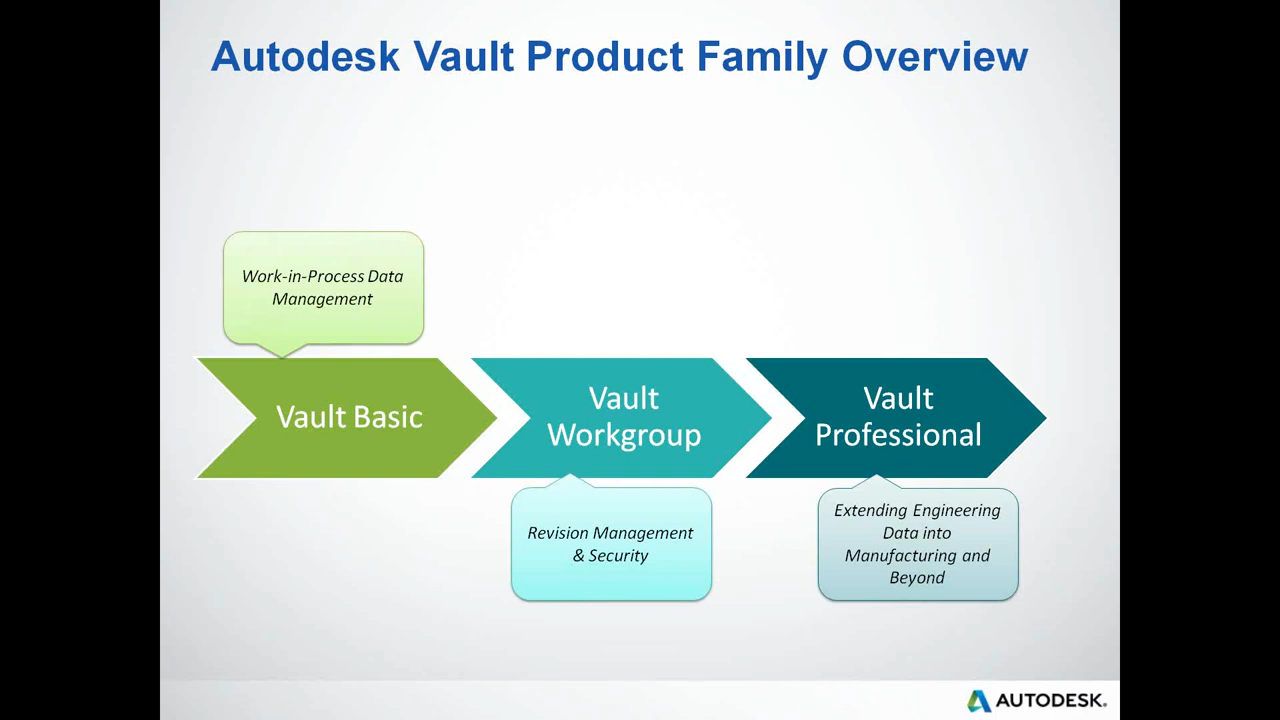 Autodesk Vault Product Family Overview
Work-in-Process Data
Management
Vault Basic
Vault
Workgroup
Vault
Professional
Revision Management
& Security
Extending Engineering
Data into
Manufacturing and
Beyond
AUTODESK.